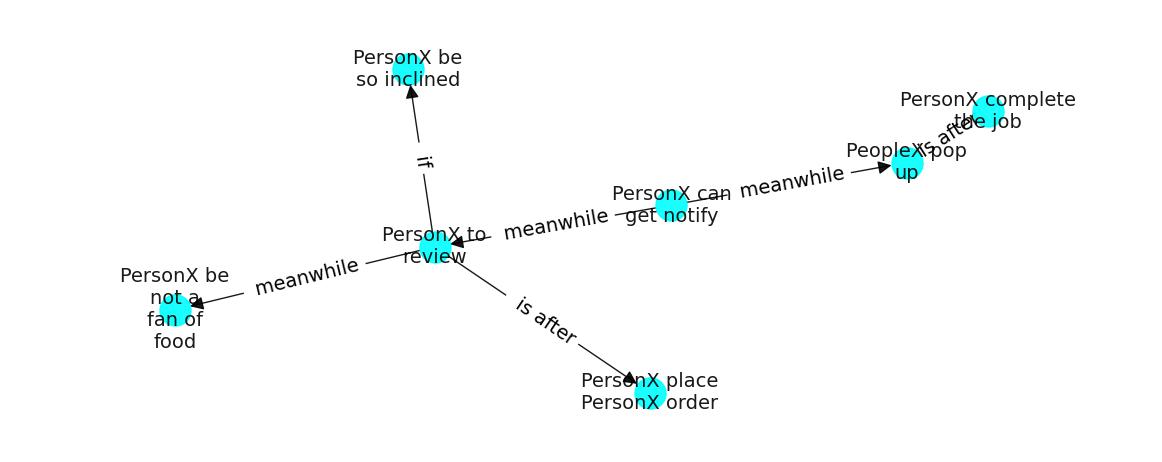 PersonX be
so inclined
PersonX complete
the job
is after
PeopleX pop
up
meanwhile
PersonX can
get notify
meanwhile
if
PersonX to
review
meanwhile
PersonX be
not a
fan of
food
is after
PersonX place
PersonX order